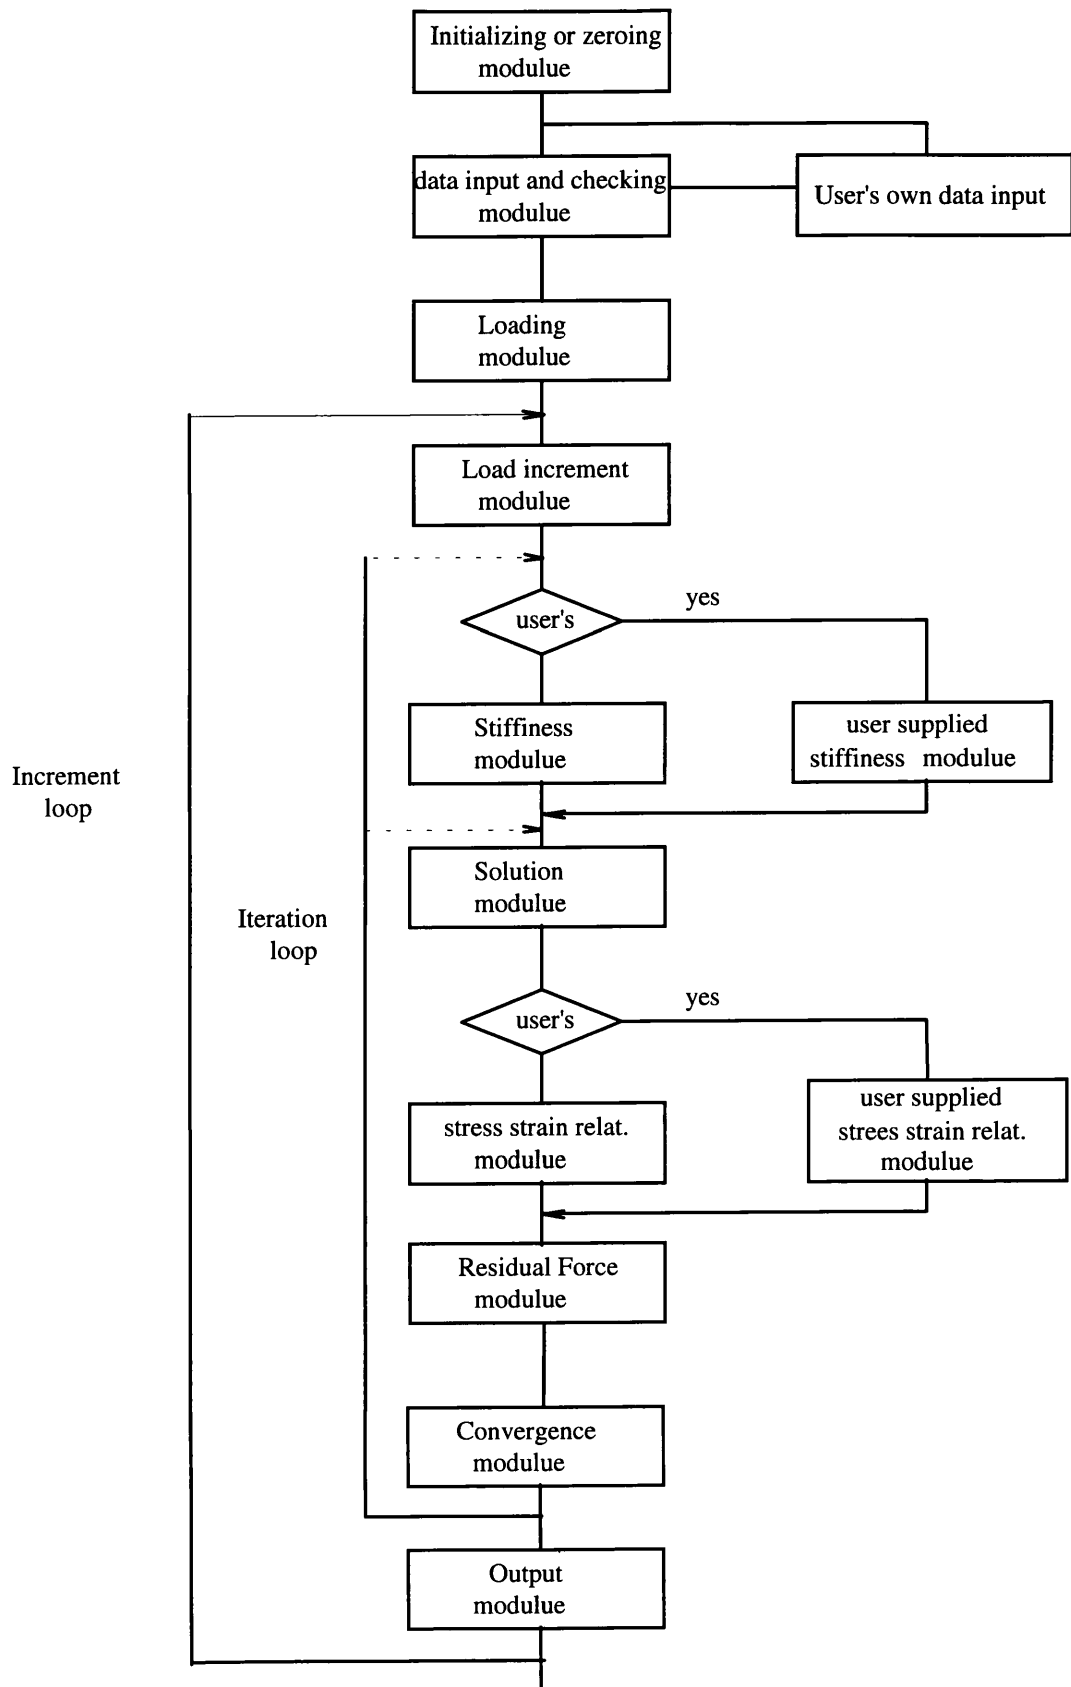 Initializing or zeroing
modulue
data input and checking
modulue
User's own data input
Loading
modulue
Load increment
modulue
user's
yes
Stiffiness
modulue
user supplied
stiffiness modulue
Increment
loop
Solution
modulue
Iteration
loop
user's
yes
stress strain relat.
modulue
user supplied
strees strain relat.
modulue
Residual Force
modulue
Convergence
modulue
Output
modulue